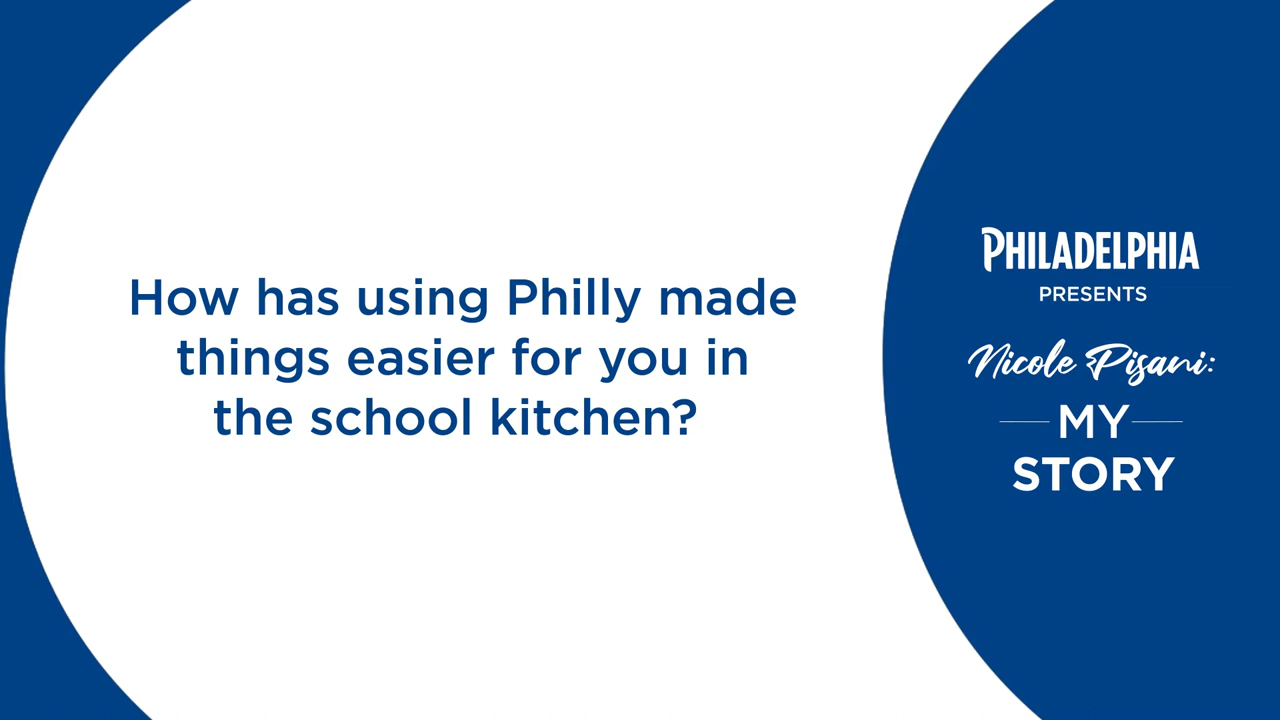 How has using Philly made
things easier for you in
the school kitchen?
PHILADELPHIA
PRESENTS
Nicole Pisani:
MY
STORY